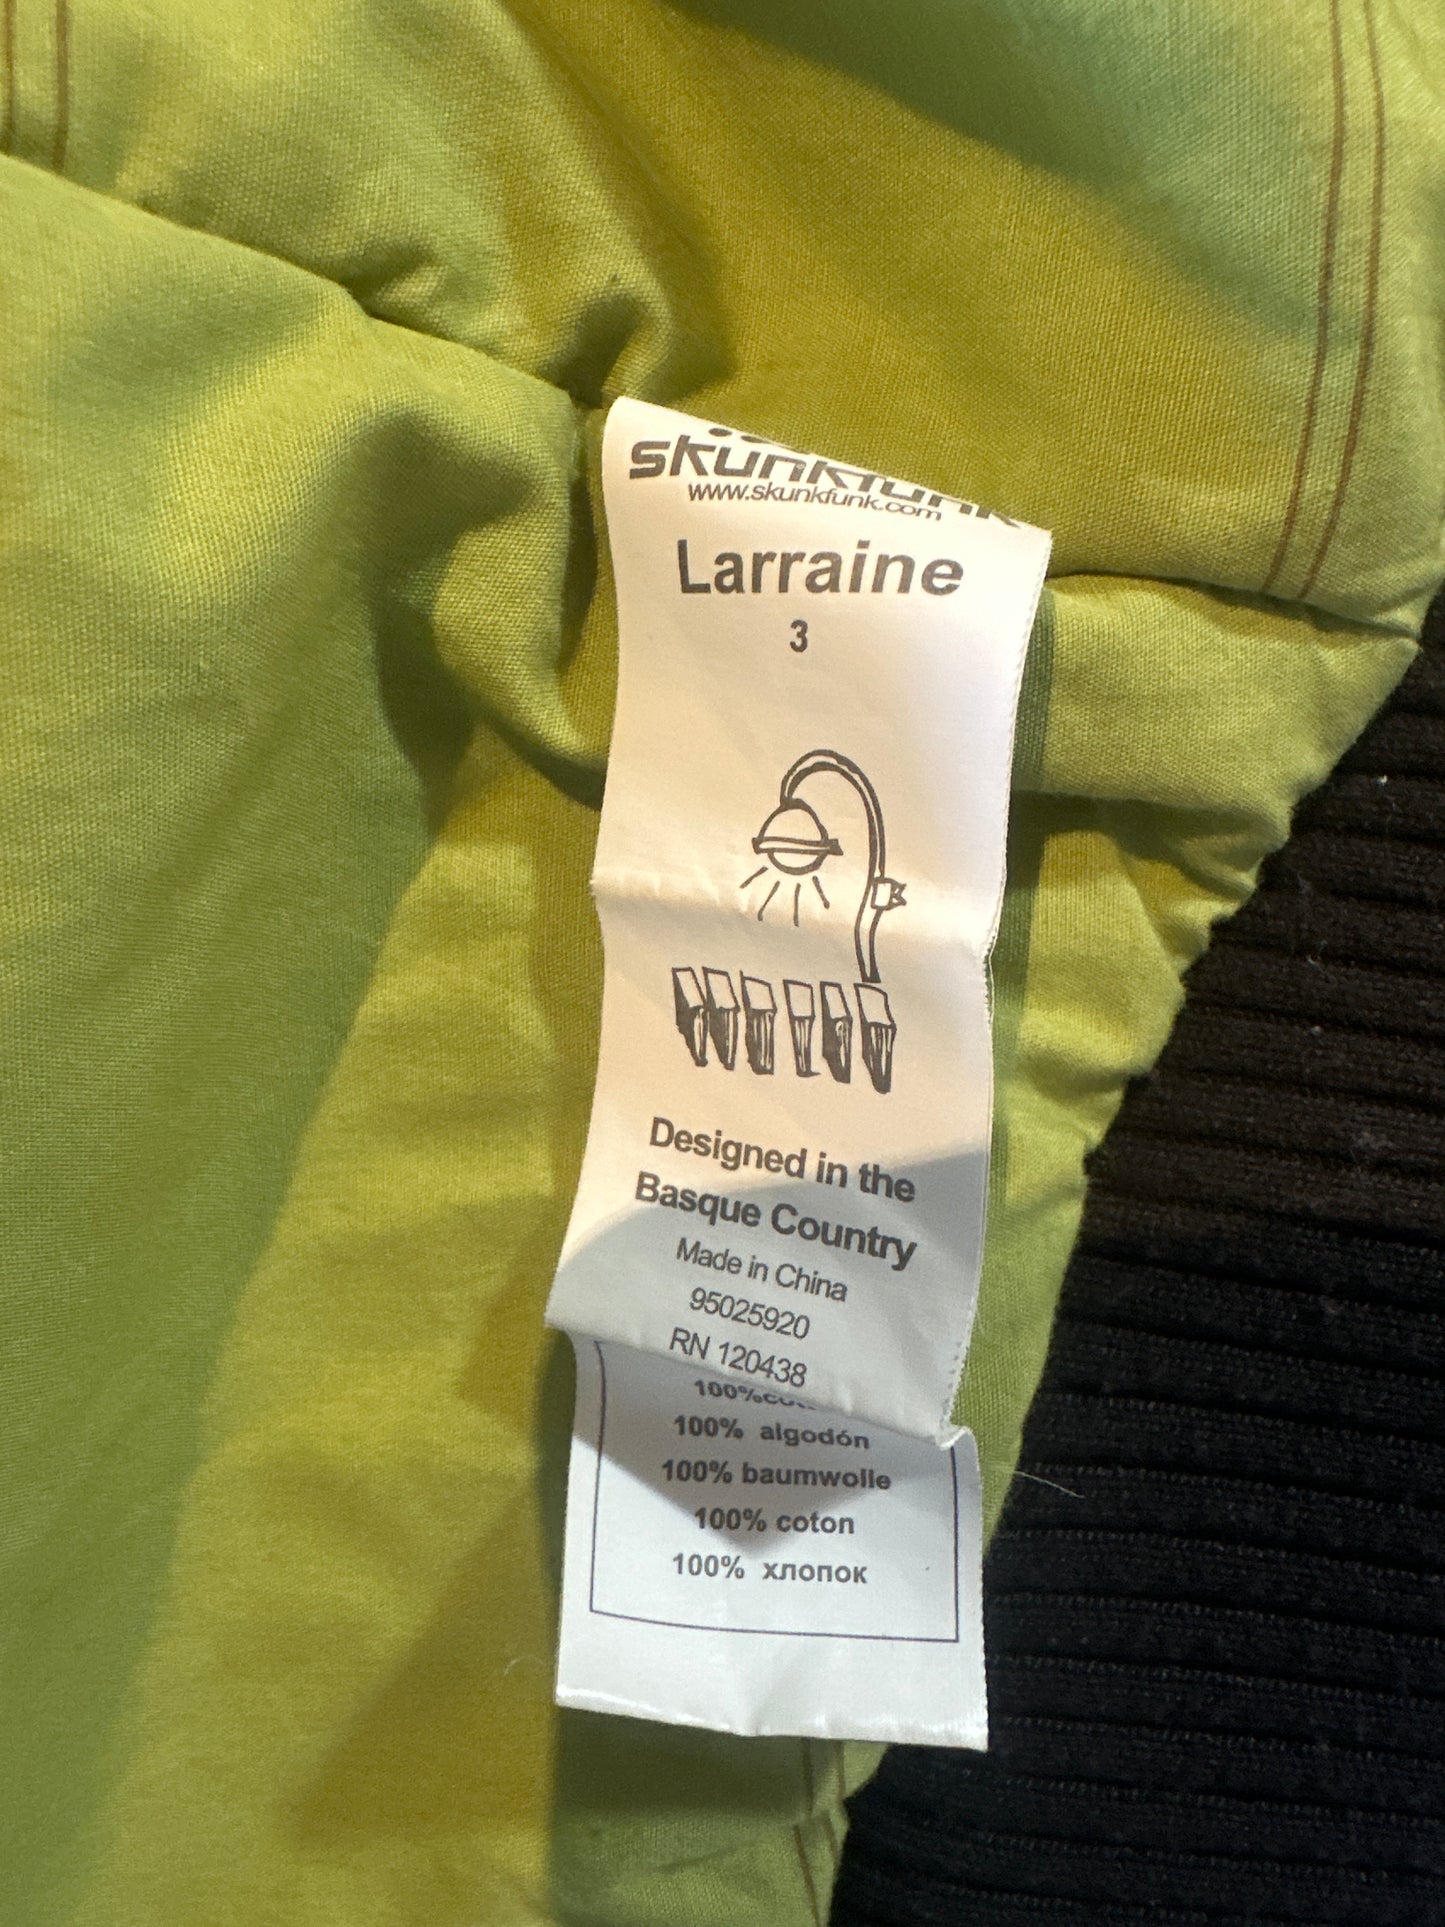 skunkfunk
www.skunkfunk.com
Larraine
3
Designed in the
Basque Country
Made in China
95025920
RN 120438
100%
100% algodón
100% baumwolle
100% coton
100% хлопок